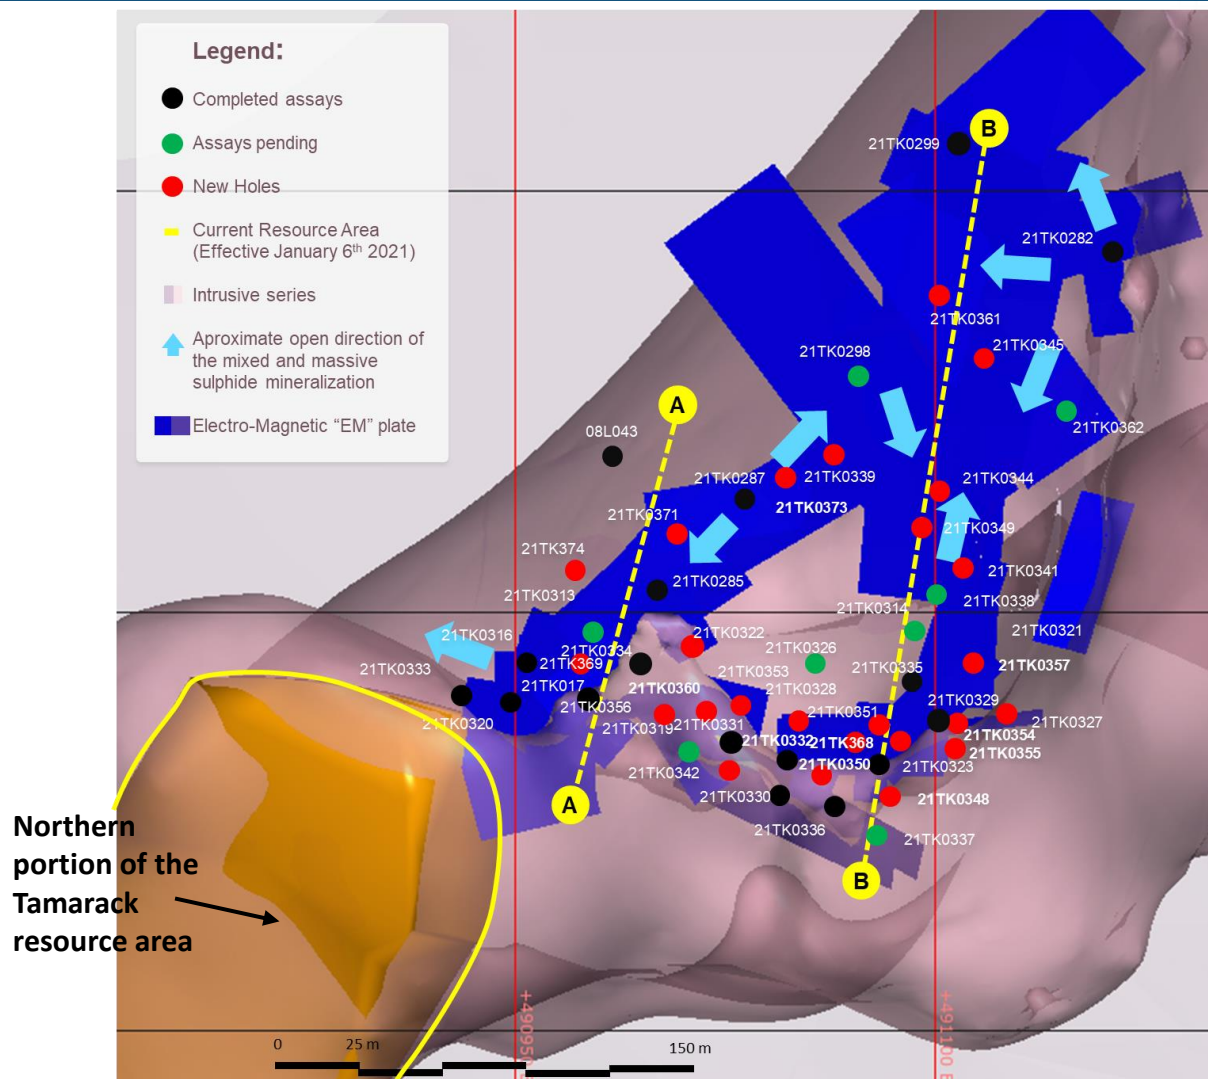 Legend:
Completed assays
Assays pending
New Holes
Current Resource Area
(Effective January 6th 2021)
Intrusive series
Aproximate open direction of
the mixed and massive
sulphide mineralization
Electro-Magnetic “EM” plate
B
21TK0299
21TK0282
21TK0361
21TK0345
21TK0298
A
21TK0362
08L043
21TK0287
21TK0339
21TK0344
21TK0373
21TK0371
21TK0349
21TK374
21TK0285
21TK0341
21TK0313
21TK0338
21TK0314
21TK0316
21TK0322
21TK0321
21TK0334
21TK0326
21TK369
21TK0333
21TK0353
21TK0335
21TK0357
21TK017
21TK0360
21TK0328
21TK0356
21TK0329
21TK0320
21TK0319
21TK0331
21TK0351
21TK0327
21TK0332
21TK368
21TK0354
21TK0355
21TK0342
21TK0350
21TK0323
21TK0330
21TK0348
A
21TK0336
21TK0337
B
Northern
portion of the
Tamarack
resource area
+490950 E
+491100 E
0 25 m 150 m